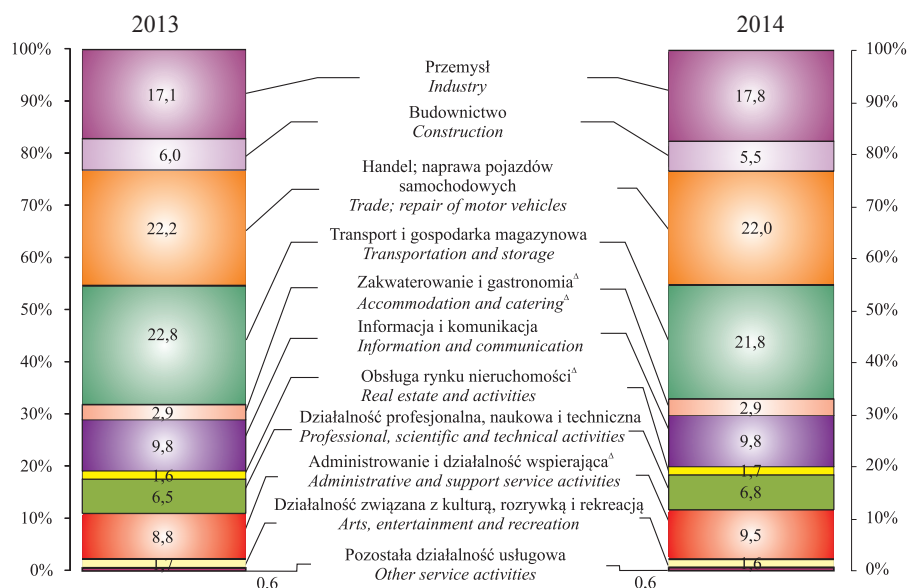 2013
2014
100%
90%
80%
70%
60%
50%
40%
30%
20%
10%
0%
17,1
6,0
22,2
22,8
2,9
9,8
1,6
6,5
8,8
1,7
0,6
Przemysł
Industry
Budownictwo
Construction
Handel; naprawa pojazdów
samochodowych
Trade; repair of motor vehicles
Transport i gospodarka magazynowa
Transportation and storage
Zakwaterowanie i gastronomiaᐃ
Accommodation and cateringᐃ
Informacja i komunikacja
Information and communication
Obsługa rynku nieruchomościᐃ
Real estate and activities
Działalność profesjonalna, naukowa i techniczna
Professional, scientific and technical activities
Administrowanie i działalność wspierającaᐃ
Administrative and support service activities
Działalność związana z kulturą, rozrywką i rekreacją
Arts, entertainment and recreation
Pozostała działalność usługowa
Other service activities
17,8
5,5
22,0
21,8
2,9
9,8
1,7
6,8
9,5
1,6
0,6
100%
90%
80%
70%
60%
50%
40%
30%
20%
10%
0%